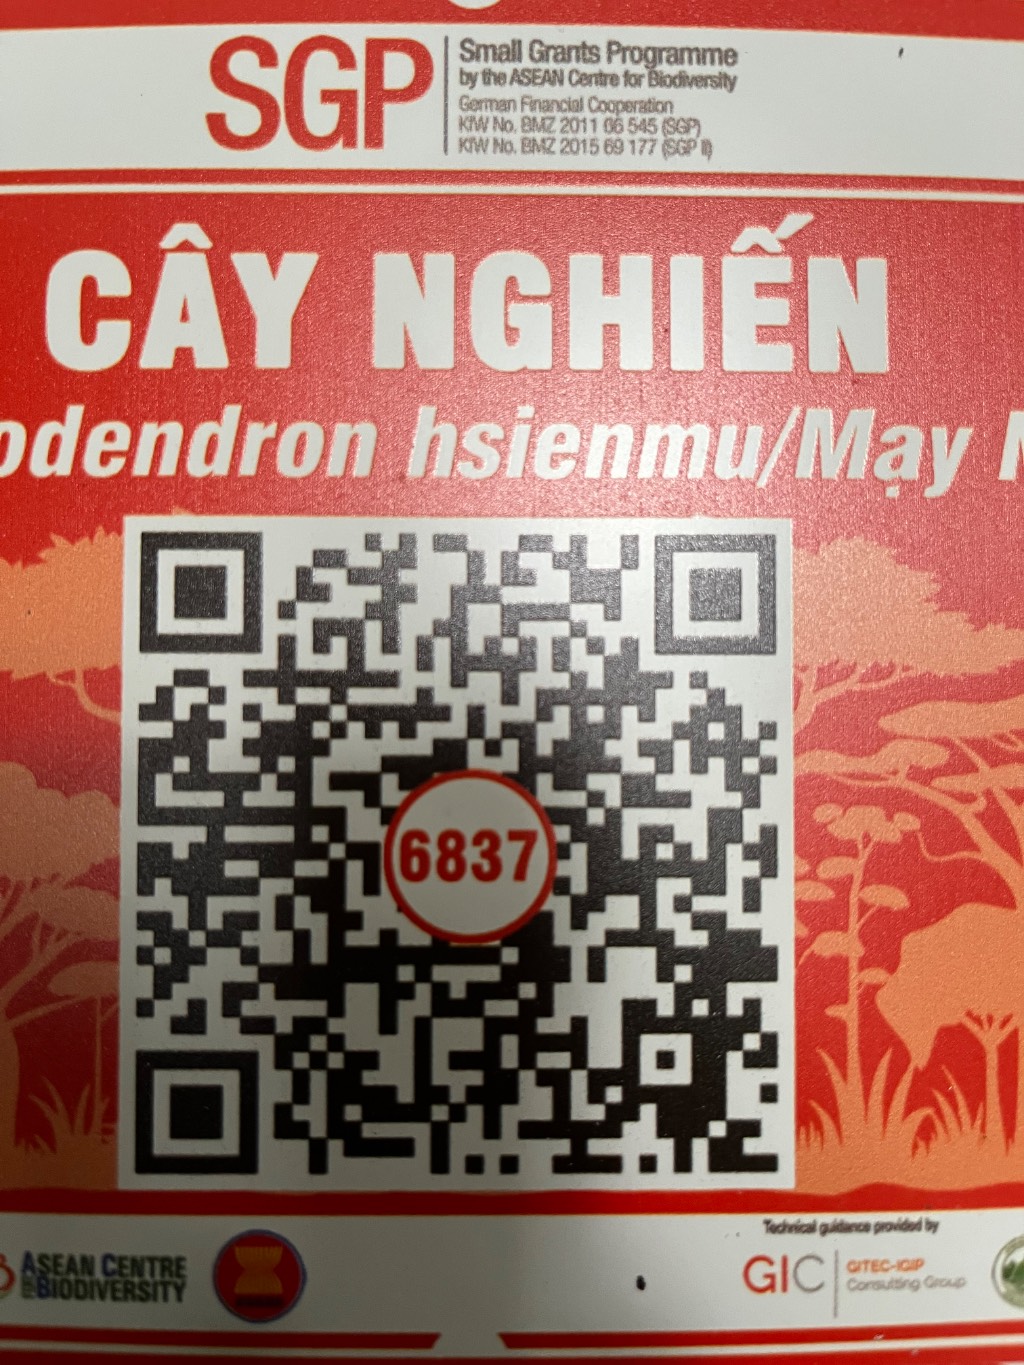 SGP
Small Grants Programme
by the ASEAN Centre for Biodiversity
German Financial Cooperation
KfW No. BMZ 2011 06 545 (SGP)
KfW No. BMZ 2015 69 177 (SGP II)
CÂY NGHIẾN
odendron hsienmu/Mạy N
6837
ASEAN CENTRE
FOR BIODIVERSITY
Technical guidance provided by
GIC
GITEC-IGIP
Consulting Group